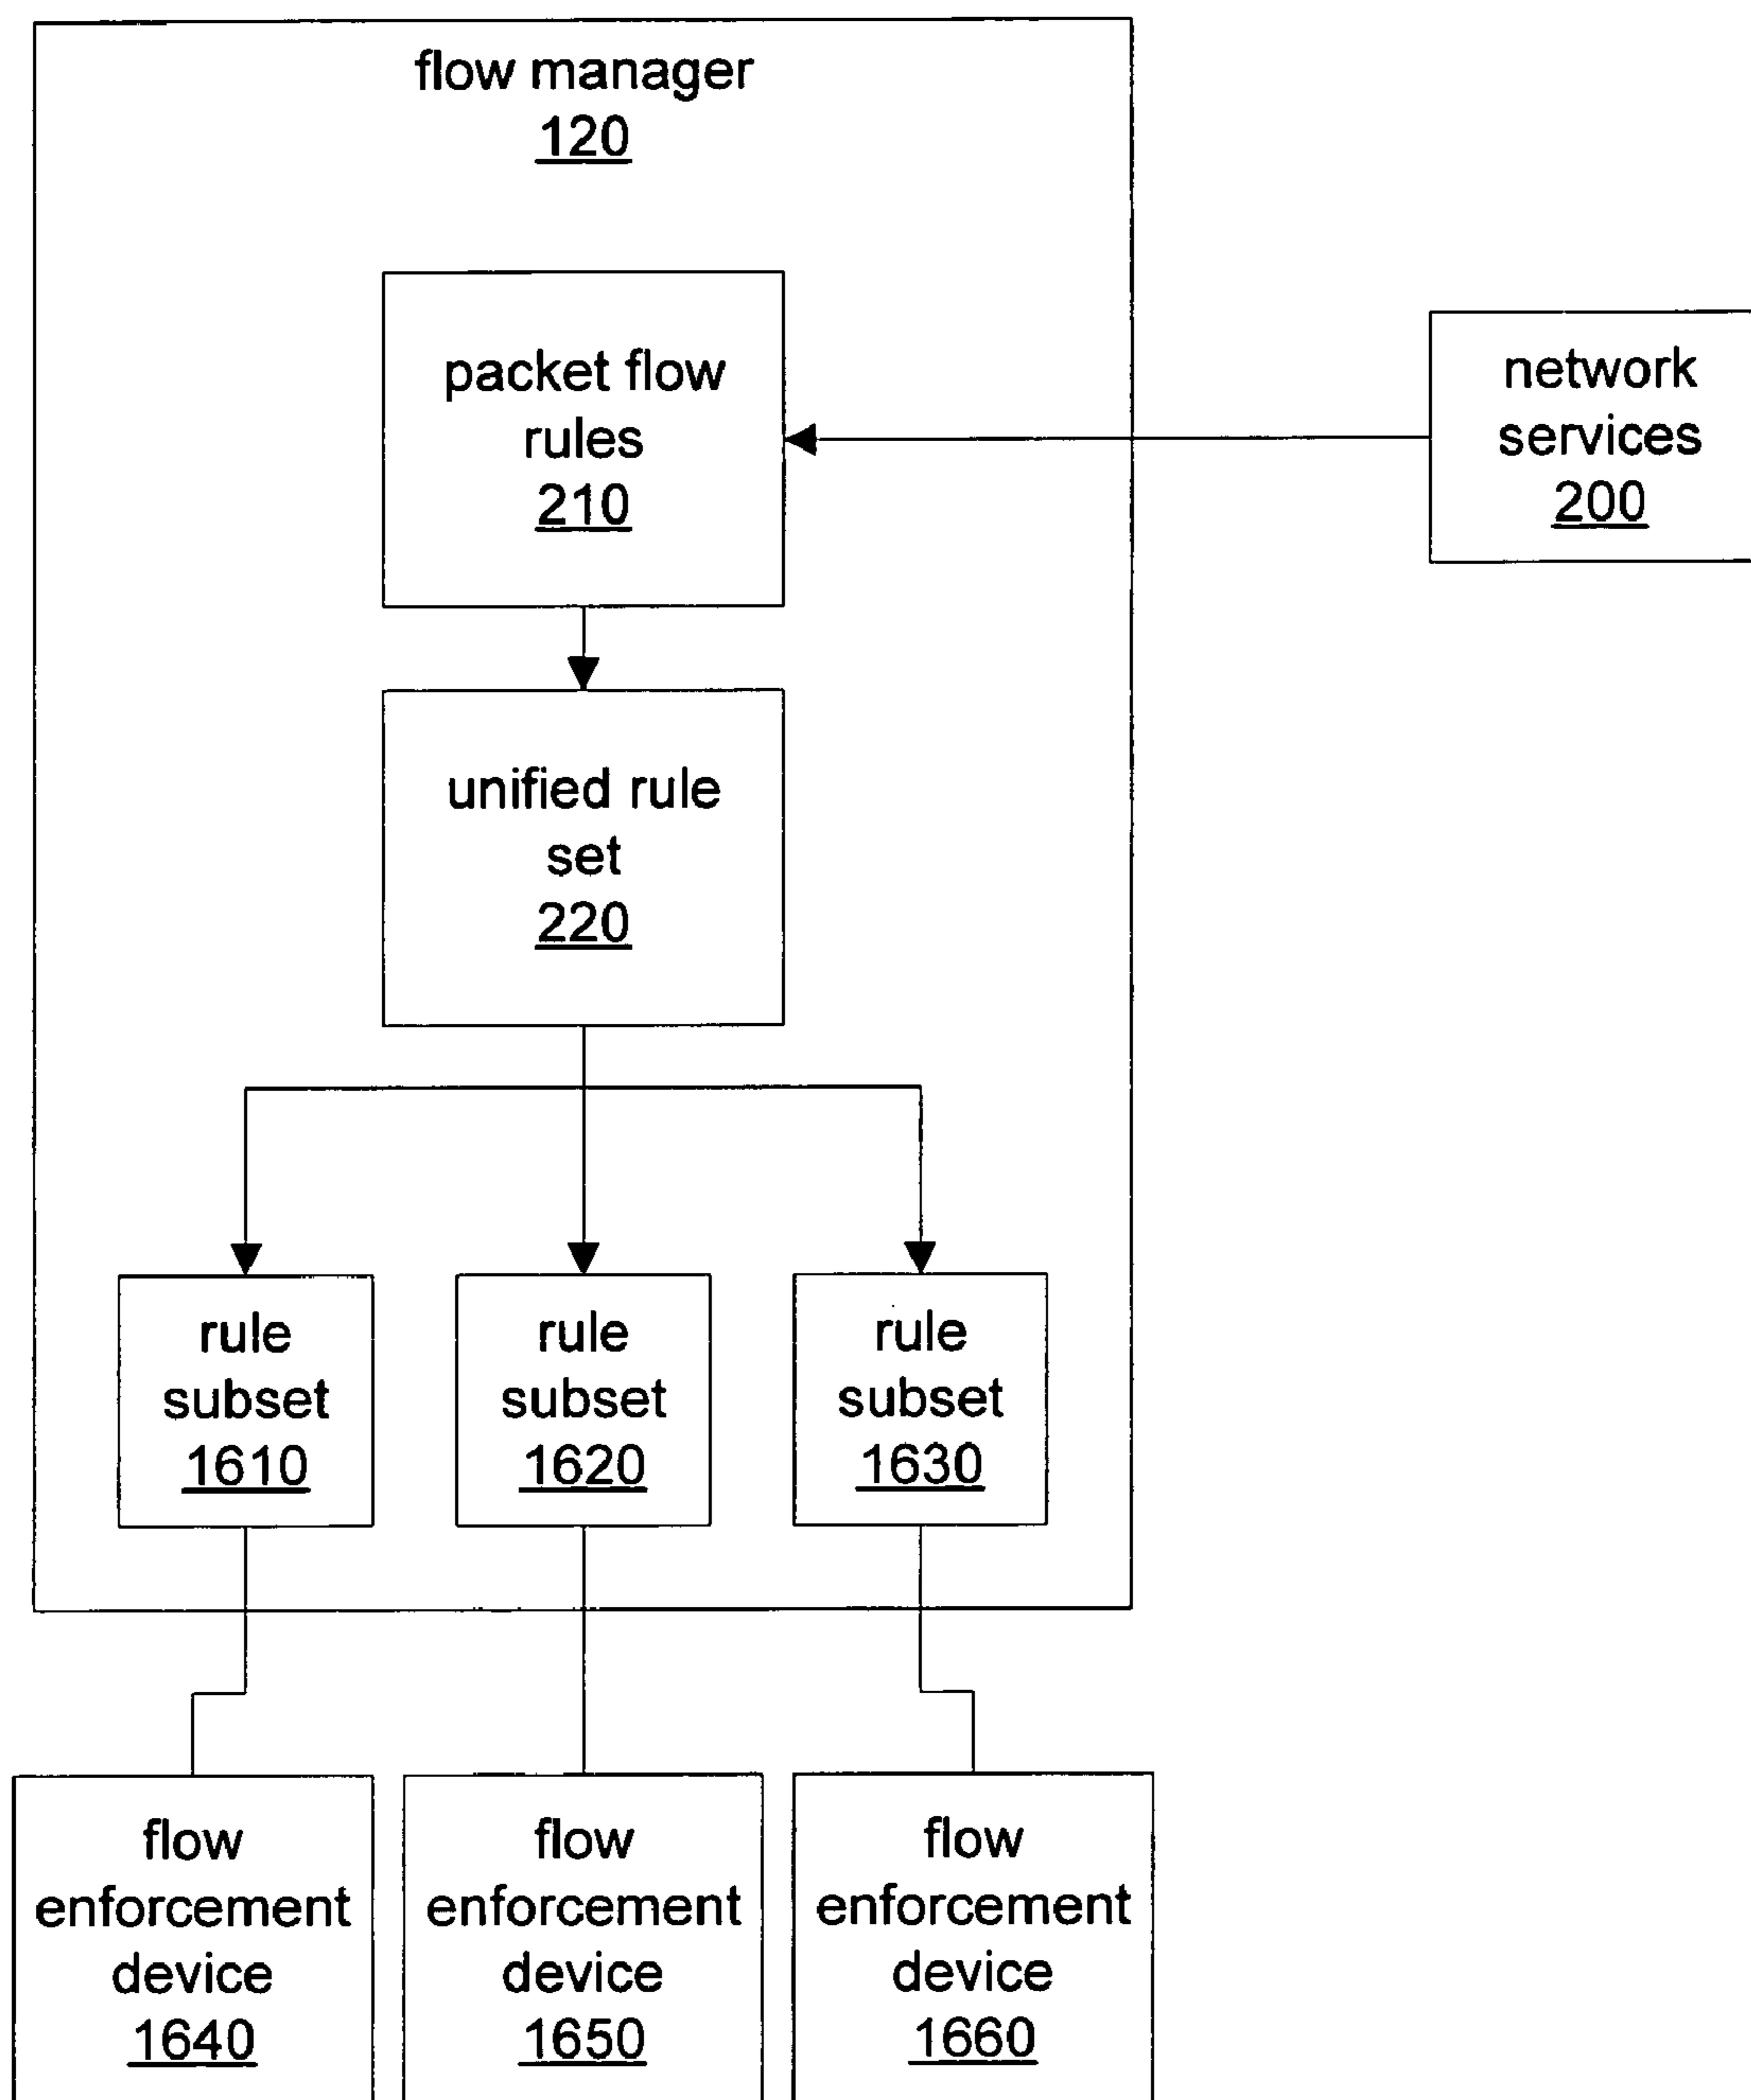 flow manager
120
packet flow
rules
210
network
services
200
unified rule
set
220
rule
subset
1610
rule
subset
1620
rule
subset
1630
flow
enforcement
device
1640
flow
enforcement
device
1650
flow
enforcement
device
1660